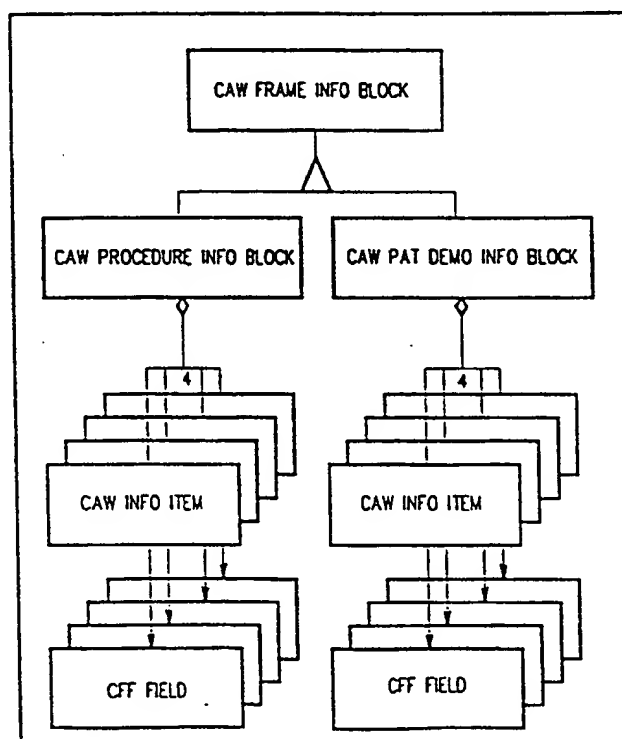 CAW FRAME INFO BLOCK
CAW PROCEDURE INFO BLOCK
CAW PAT DEMO INFO BLOCK
4
4
CAW INFO ITEM
CAW INFO ITEM
CFF FIELD
CFF FIELD